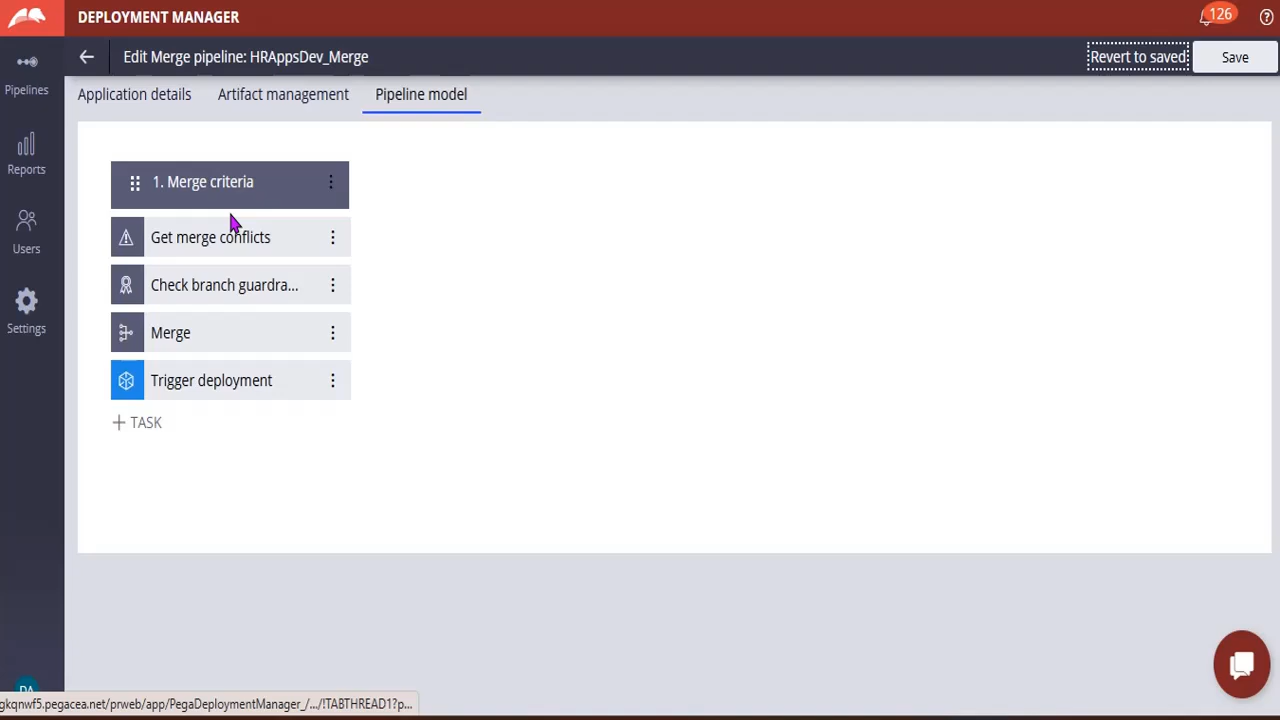 DEPLOYMENT MANAGER
126
Edit Merge pipeline: HRAppsDev_Merge
Revert to saved
Save
Pipelines
Reports
Users
Settings
Application details
Artifact management
Pipeline model
1. Merge criteria
Get merge conflicts
Check branch guardra...
Merge
Trigger deployment
+ TASK
DA
gkqnwf5.pegacea.net/prweb/app/PegaDeploymentManager_/.../!TABTHREAD1?p...